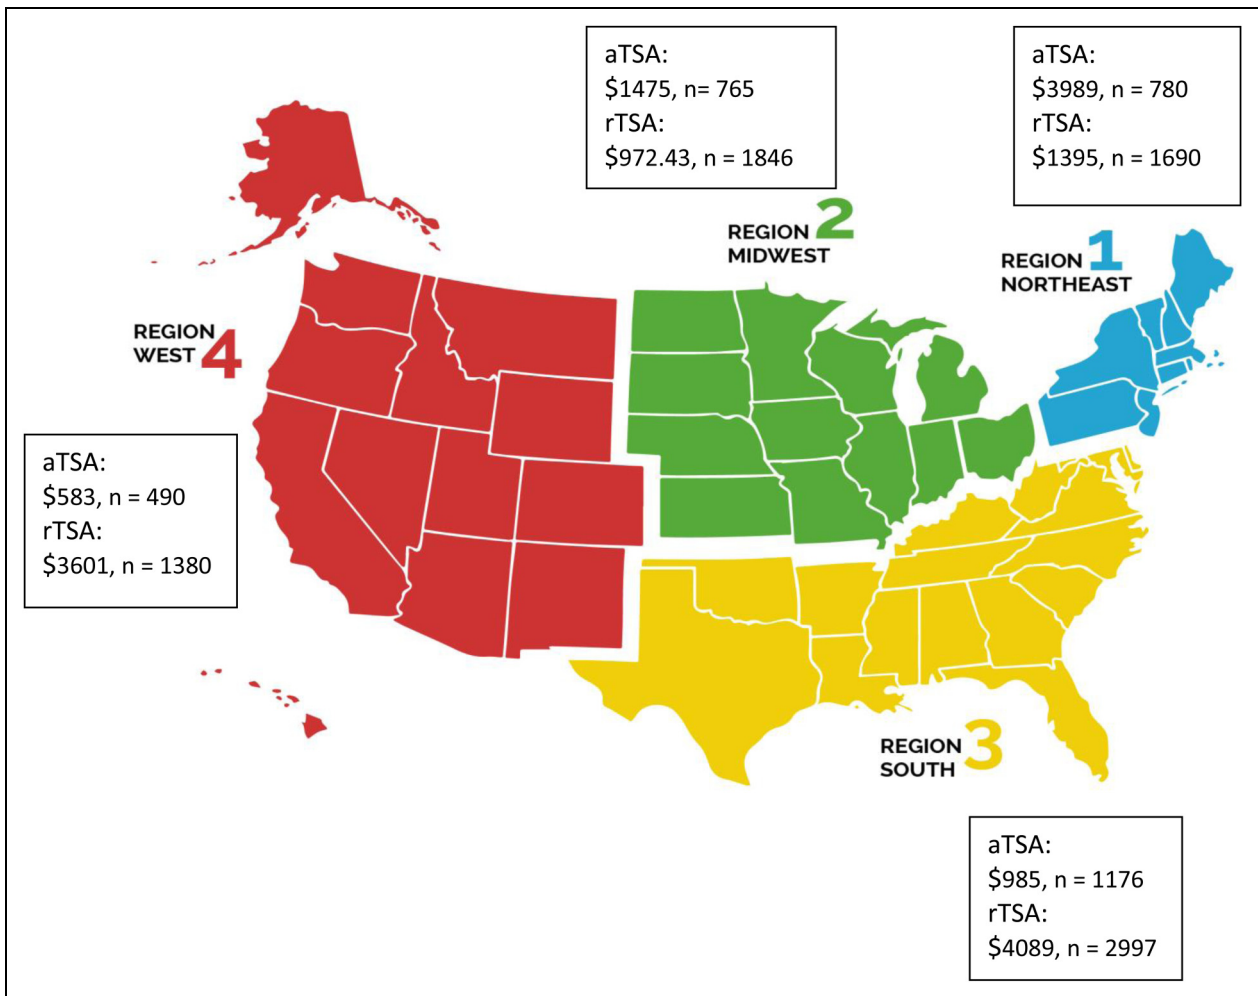 aTSA:
$1475, n= 765
rTSA:
$972.43, n = 1846
aTSA:
$3989, n = 780
rTSA:
$1395, n = 1690
REGION 2
MIDWEST
REGION 1
NORTHEAST
REGION 4
WEST
aTSA:
$583, n = 490
rTSA:
$3601, n = 1380
REGION 3
SOUTH
aTSA:
$985, n = 1176
rTSA:
$4089, n = 2997